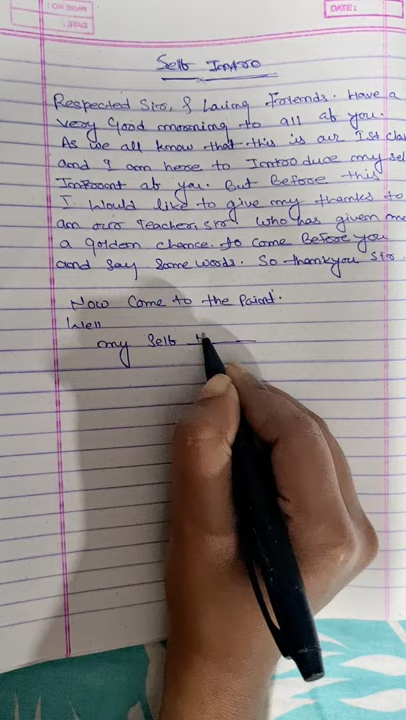 DATE:
Self Intro
Respected Sir, & Loving Friends. Have a
very Good morning to all of you.
As we all know that this is our 1st clas
and I am here to Introduce my sel
Infront of you. But Before this
I would like to give my thanks to
an our Teacher, sir who has given me
a golden chance to come Before you
and say some words. So thankyou sir.
Now come to the Paint.
Well
my Self